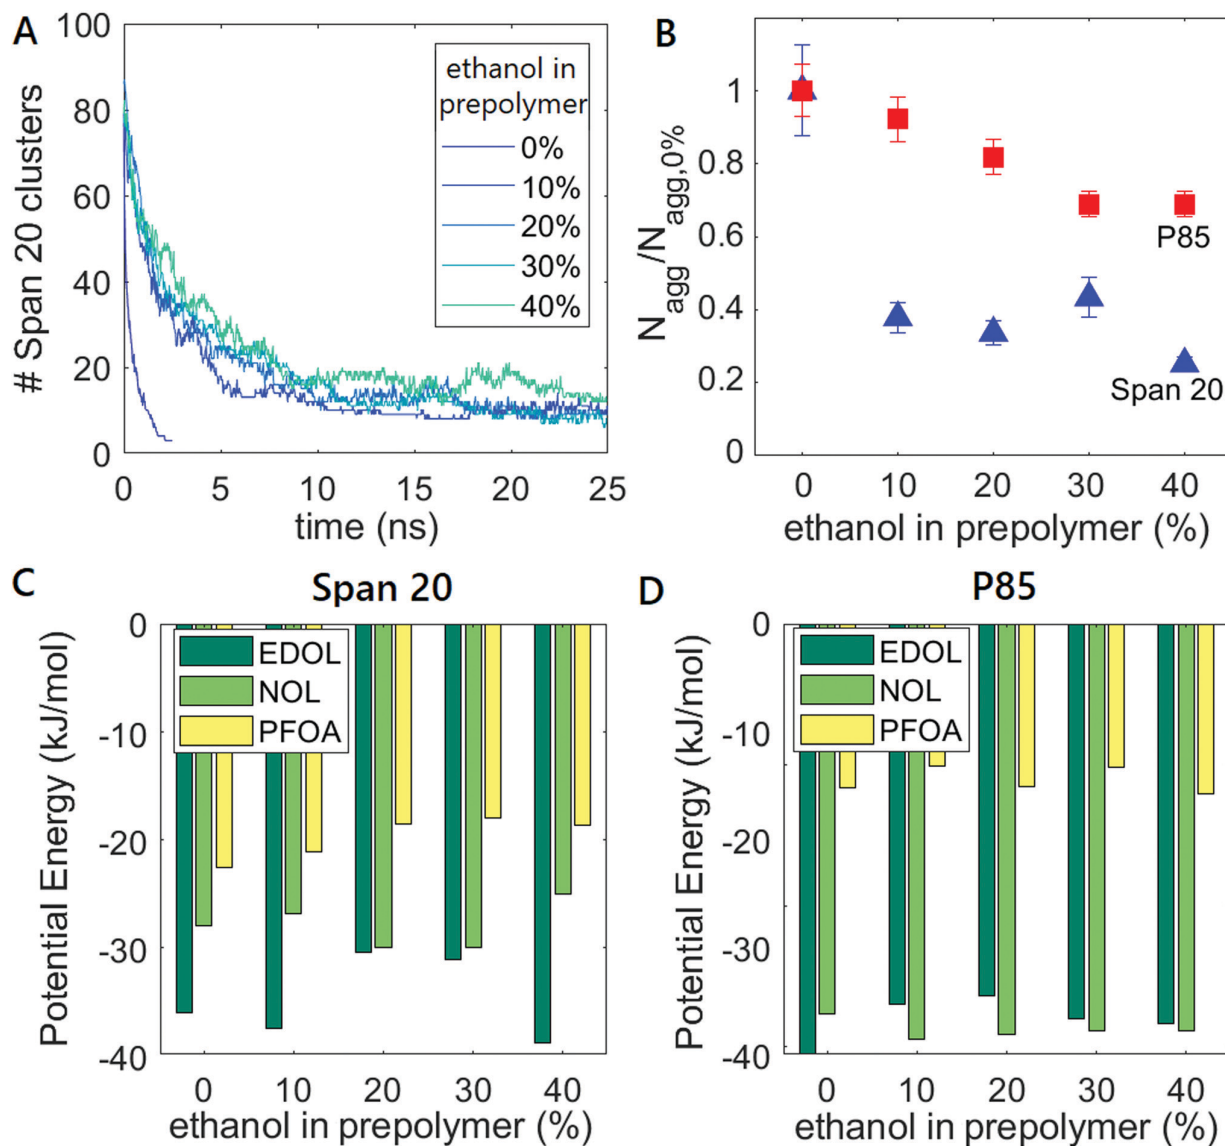 A
# Span 20 clusters
100
80
60
40
20
0
0 5 10 15 20 25
time (ns)
ethanol in
prepolymer
0%
10%
20%
30%
40%
B
N_agg/N_agg,0%
1
0.8
0.6
0.4
0.2
0
P85
Span 20
0 10 20 30 40
ethanol in prepolymer (%)
C
Span 20
Potential Energy (kJ/mol)
0
-10
-20
-30
-40
EDOL
NOL
PFOA
0 10 20 30 40
ethanol in prepolymer (%)
D
P85
Potential Energy (kJ/mol)
0
-10
-20
-30
-40
EDOL
NOL
PFOA
0 10 20 30 40
ethanol in prepolymer (%)